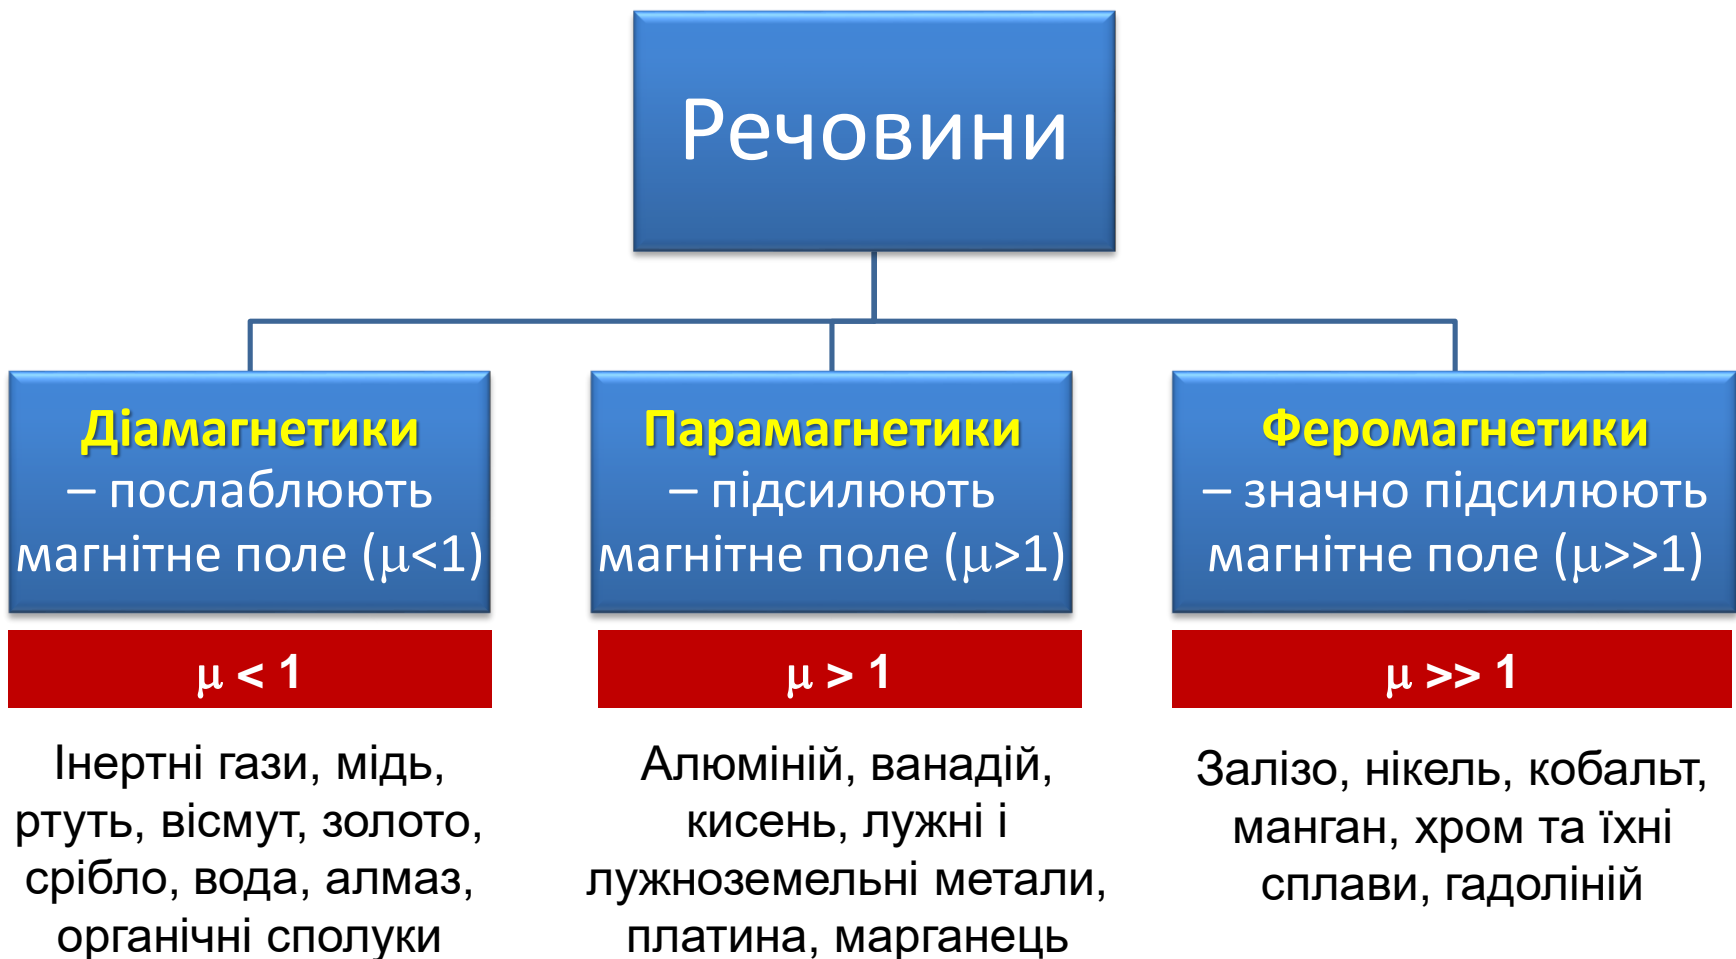 Речовини
Діамагнетики
– послаблюють
магнітне поле (μ<1)
Парамагнетики
– підсилюють
магнітне поле (μ>1)
Феромагнетики
– значно підсилюють
магнітне поле (μ>>1)
μ < 1
μ > 1
μ >> 1
Інертні гази, мідь,
ртуть, вісмут, золото,
срібло, вода, алмаз,
органічні сполуки
Алюміній, ванадій,
кисень, лужні і
лужноземельні метали,
платина, марганець
Залізо, нікель, кобальт,
манган, хром та їхні
сплави, гадоліній